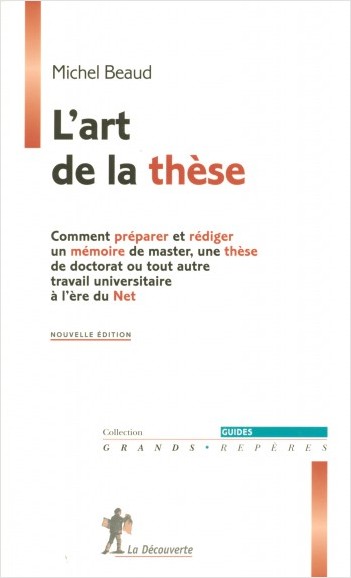 Michel Beaud
L'art
de la thèse
Comment préparer et rédiger
un mémoire de master, une thèse
de doctorat ou tout autre
travail universitaire
à l'ère du Net
NOUVELLE ÉDITION
Collection
GUIDES
GRANDS • REPÈRES
La Découverte